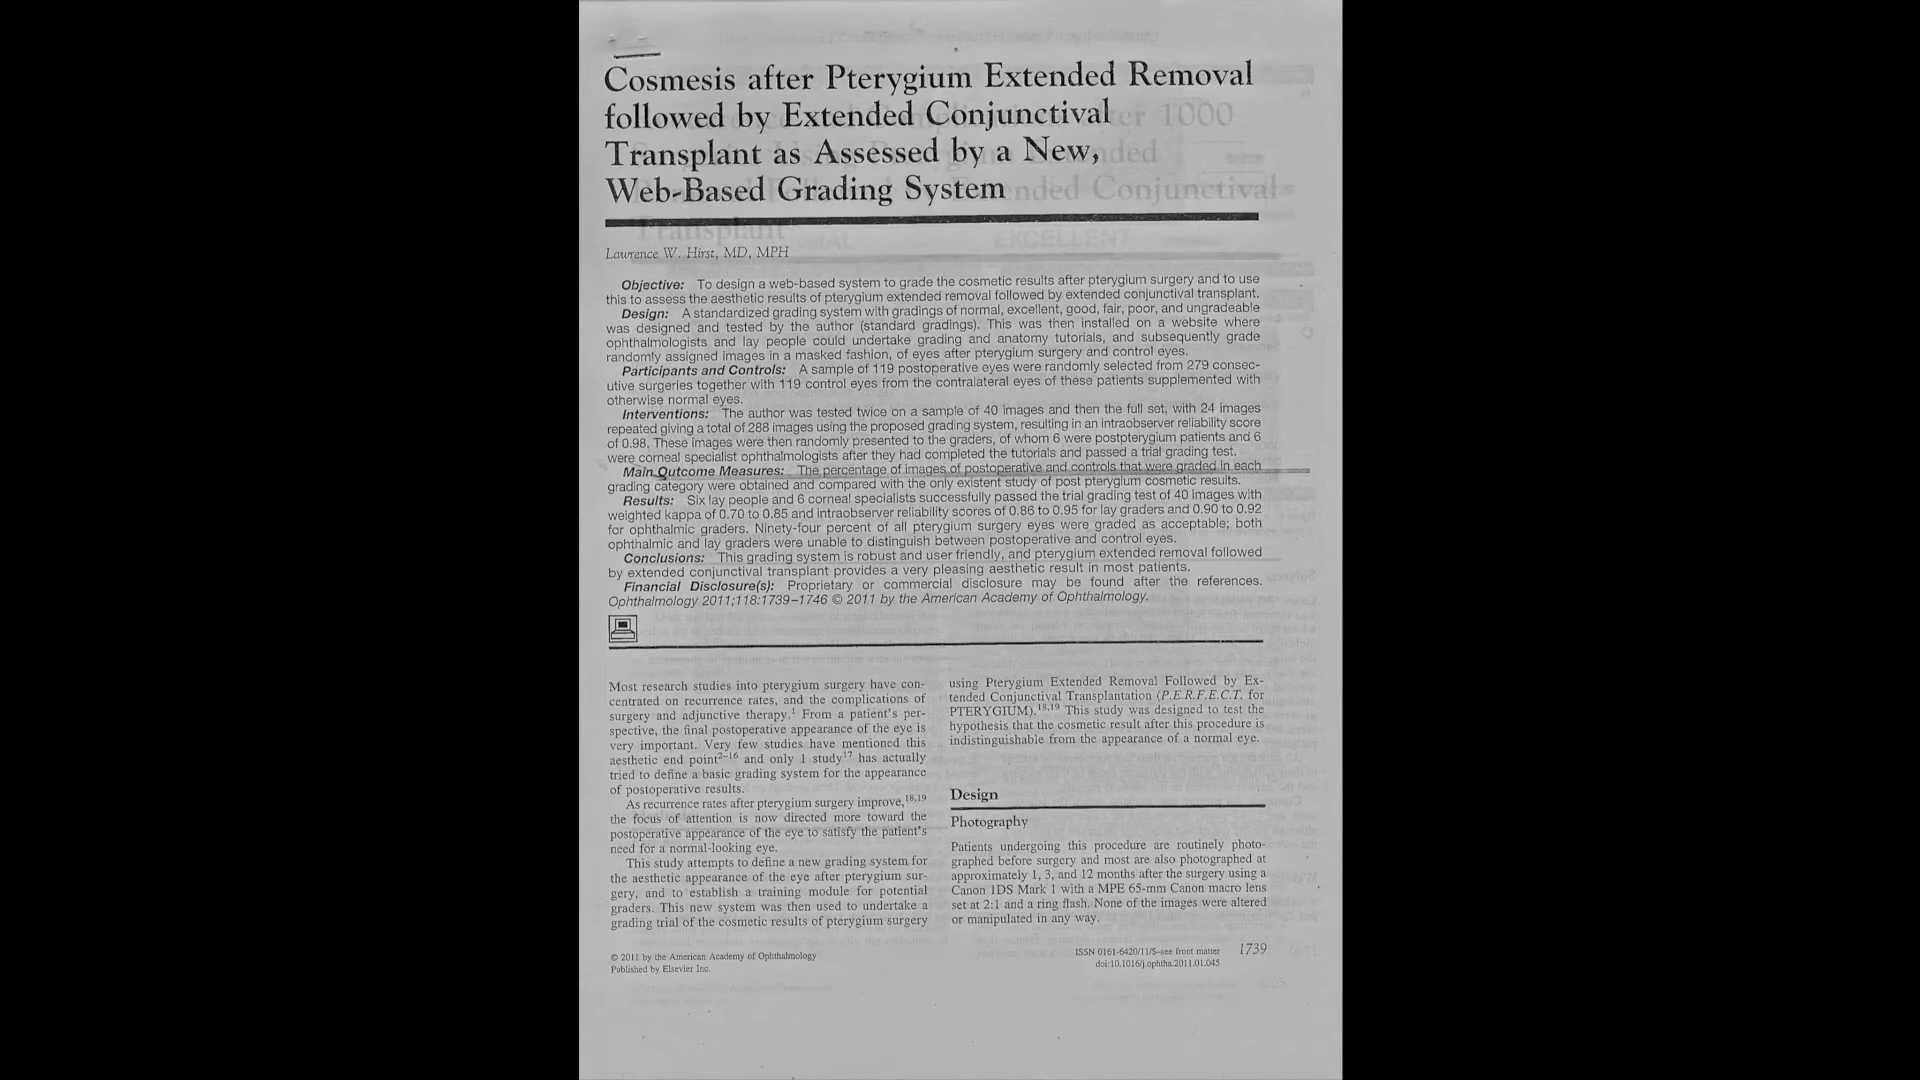 Cosmesis after Pterygium Extended Removal
followed by Extended Conjunctival
Transplant as Assessed by a New,
Web-Based Grading System
Lawrence W. Hirst, MD, MPH
Objective: To design a web-based system to grade the cosmetic results after pterygium surgery and to use
this to assess the aesthetic results of pterygium extended removal followed by extended conjunctival transplant.
Design: A standardized grading system with gradings of normal, excellent, good, fair, poor, and ungradeable
was designed and tested by the author (standard gradings). This was then installed on a website where
ophthalmologists and lay people could undertake grading and anatomy tutorials, and subsequently grade
randomly assigned images in a masked fashion, of eyes after pterygium surgery and control eyes.
Participants and Controls: A sample of 119 postoperative eyes were randomly selected from 279 consec-
utive surgeries together with 119 control eyes from the contralateral eyes of these patients supplemented with
otherwise normal eyes.
Interventions: The author was tested twice on a sample of 40 images and then the full set, with 24 images
repeated giving a total of 288 images using the proposed grading system, resulting in an intraobserver reliability score
of 0.98. These images were then randomly presented to the graders, of whom 6 were postpterygium patients and 6
were corneal specialist ophthalmologists after they had completed the tutorials and passed a trial grading test.
Main Outcome Measures: The percentage of images of postoperative and controls that were graded in each
grading category were obtained and compared with the only existent study of post pterygium cosmetic results.
Results: Six lay people and 6 corneal specialists successfully passed the trial grading test of 40 images with
weighted kappa of 0.70 to 0.85 and intraobserver reliability scores of 0.86 to 0.95 for lay graders and 0.90 to 0.92
for ophthalmic graders. Ninety-four percent of all pterygium surgery eyes were graded as acceptable; both
ophthalmic and lay graders were unable to distinguish between postoperative and control eyes.
Conclusions: This grading system is robust and user friendly, and pterygium extended removal followed
by extended conjunctival transplant provides a very pleasing aesthetic result in most patients.
Financial Disclosure(s): Proprietary or commercial disclosure may be found after the references.
Ophthalmology 2011;118:1739–1746 © 2011 by the American Academy of Ophthalmology.
Most research studies into pterygium surgery have con-
centrated on recurrence rates, and the complications of
surgery and adjunctive therapy.1 From a patient's per-
spective, the final postoperative appearance of the eye is
very important. Very few studies have mentioned this
aesthetic end point2–16 and only 1 study17 has actually
tried to define a basic grading system for the appearance
of postoperative results.
As recurrence rates after pterygium surgery improve,18,19
the focus of attention is now directed more toward the
postoperative appearance of the eye to satisfy the patient's
need for a normal-looking eye.
This study attempts to define a new grading system for
the aesthetic appearance of the eye after pterygium sur-
gery, and to establish a training module for potential
graders. This new system was then used to undertake a
grading trial of the cosmetic results of pterygium surgery
using Pterygium Extended Removal Followed by Ex-
tended Conjunctival Transplantation (P.E.R.F.E.C.T. for
PTERYGIUM).18,19 This study was designed to test the
hypothesis that the cosmetic result after this procedure is
indistinguishable from the appearance of a normal eye.
Design
Photography
Patients undergoing this procedure are routinely photo-
graphed before surgery and most are also photographed at
approximately 1, 3, and 12 months after the surgery using a
Canon 1DS Mark 1 with a MPE 65-mm Canon macro lens
set at 2:1 and a ring flash. None of the images were altered
or manipulated in any way.
© 2011 by the American Academy of Ophthalmology
Published by Elsevier Inc.
ISSN 0161-6420/11/$–see front matter
doi:10.1016/j.ophtha.2011.01.045
1739